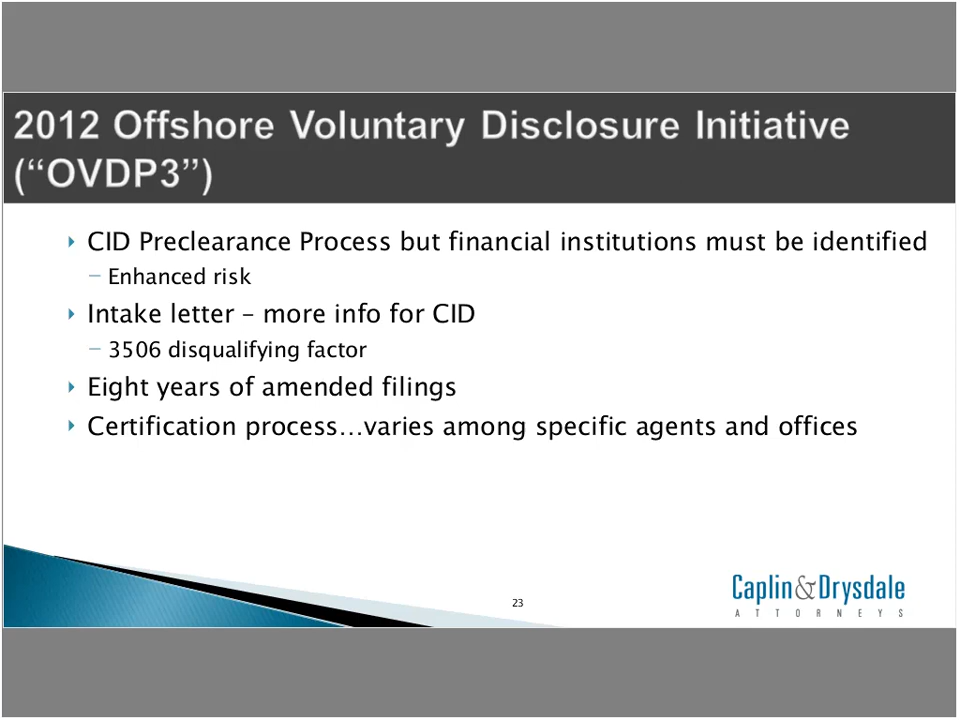 2012 Offshore Voluntary Disclosure Initiative
(“OVDP3”)
CID Preclearance Process but financial institutions must be identified
– Enhanced risk
Intake letter – more info for CID
– 3506 disqualifying factor
Eight years of amended filings
Certification process…varies among specific agents and offices
23
Caplin&Drysdale
ATTORNEYS